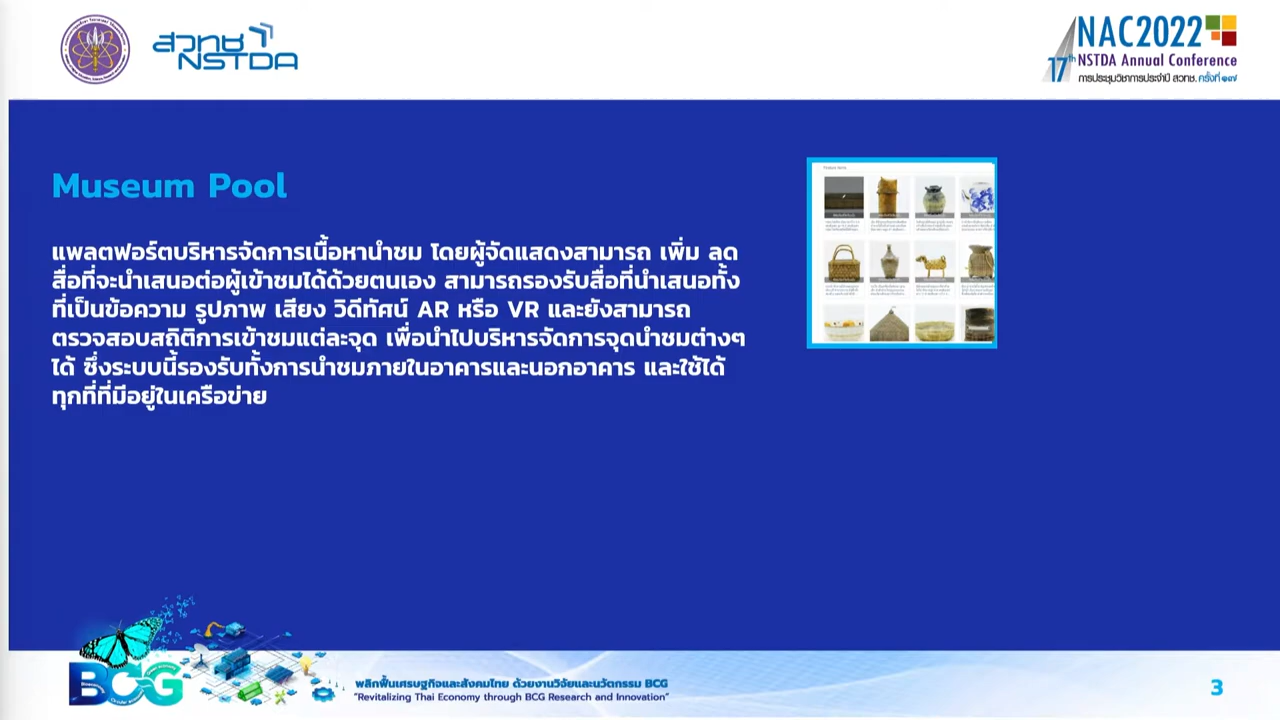 สวทช
NSTDA
NAC2022
17th NSTDA Annual Conference
การประชุมวิชาการประจำปี สวทช. ครั้งที่ ๑๗
Museum Pool
แพลตฟอร์ตบริหารจัดการเนื้อหานำชม โดยผู้จัดแสดงสามารถ เพิ่ม ลด
สื่อที่จะนำเสนอต่อผู้เข้าชมได้ด้วยตนเอง สามารถรองรับสื่อที่นำเสนอทั้ง
ที่เป็นข้อความ รูปภาพ เสียง วิดีทัศน์ AR หรือ VR และยังสามารถ
ตรวจสอบสถิติการเข้าชมแต่ละจุด เพื่อนำไปบริหารจัดการจุดนำชมต่างๆ
ได้ ซึ่งระบบนี้รองรับทั้งการนำชมภายในอาคารและนอกอาคาร และใช้ได้
ทุกที่ที่มีอยู่ในเครือข่าย
BCG
พลิกฟื้นเศรษฐกิจและสังคมไทย ด้วยงานวิจัยและนวัตกรรม BCG
"Revitalizing Thai Economy through BCG Research and Innovation"
3